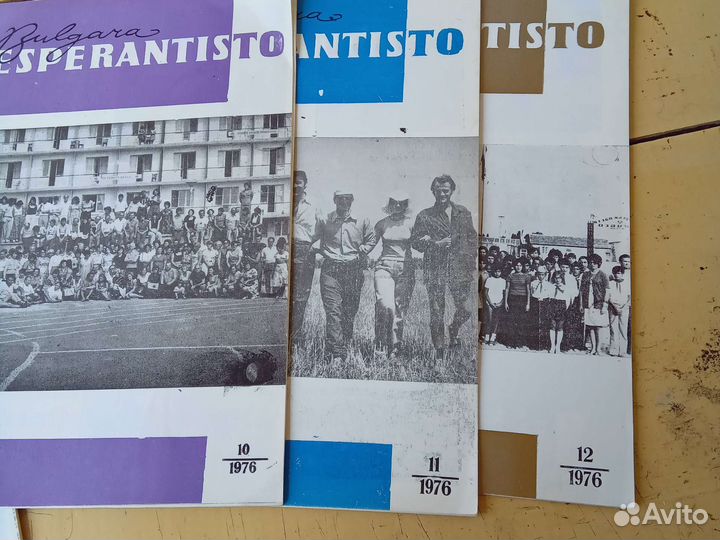 Bulgara
ESPERANTISTO
10
1976
ANTISTO
11
1976
TISTO
12
1976
Avito